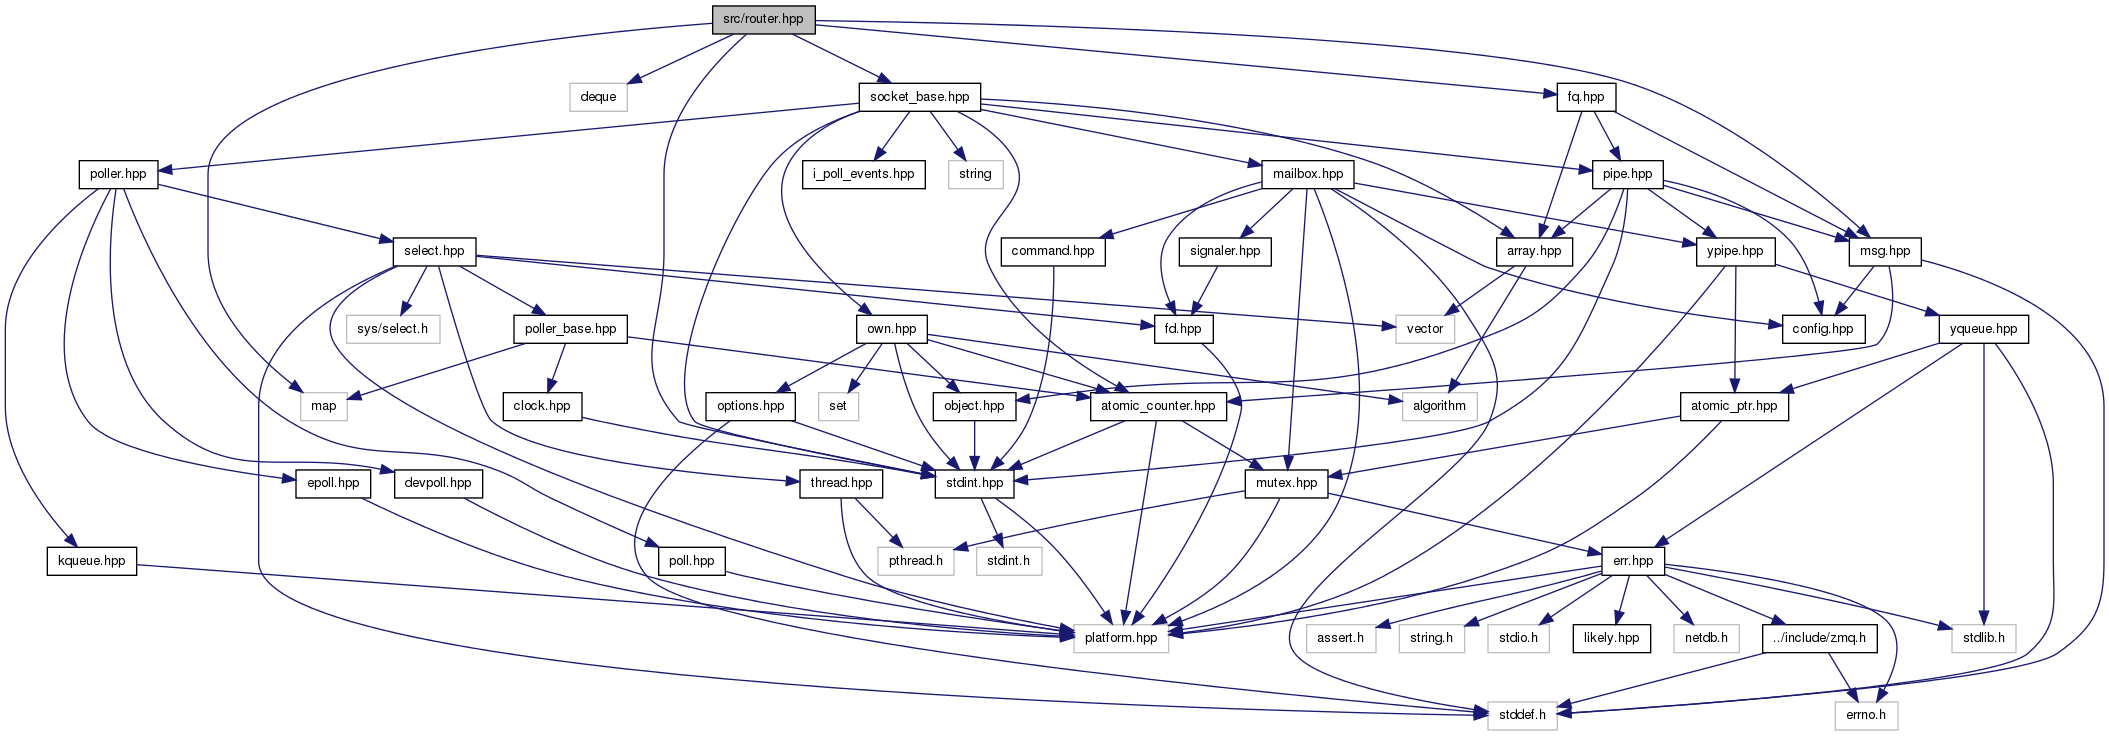 src/router.hpp
deque
socket_base.hpp
fq.hpp
poller.hpp
i_poll_events.hpp
string
mailbox.hpp
pipe.hpp
select.hpp
command.hpp
signaler.hpp
array.hpp
ypipe.hpp
msg.hpp
sys/select.h
poller_base.hpp
own.hpp
fd.hpp
vector
config.hpp
yqueue.hpp
map
clock.hpp
options.hpp
set
object.hpp
atomic_counter.hpp
algorithm
atomic_ptr.hpp
epoll.hpp
devpoll.hpp
thread.hpp
stdint.hpp
mutex.hpp
kqueue.hpp
poll.hpp
pthread.h
stdint.h
err.hpp
platform.hpp
assert.h
string.h
stdio.h
likely.hpp
netdb.h
../include/zmq.h
stdlib.h
stddef.h
errno.h